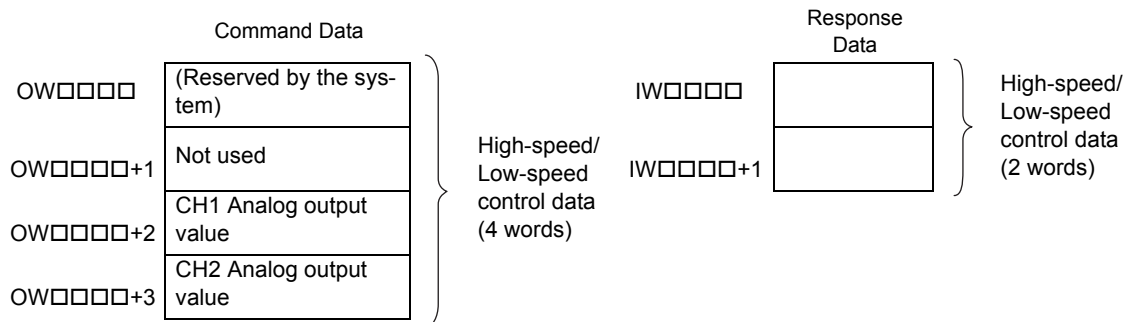 Command Data
OW□□□□
(Reserved by the sys-
tem)
OW□□□□+1
Not used
OW□□□□+2
CH1 Analog output
value
OW□□□□+3
CH2 Analog output
value
High-speed/
Low-speed
control data
(4 words)
Response
Data
IW□□□□
IW□□□□+1
High-speed/
Low-speed
control data
(2 words)